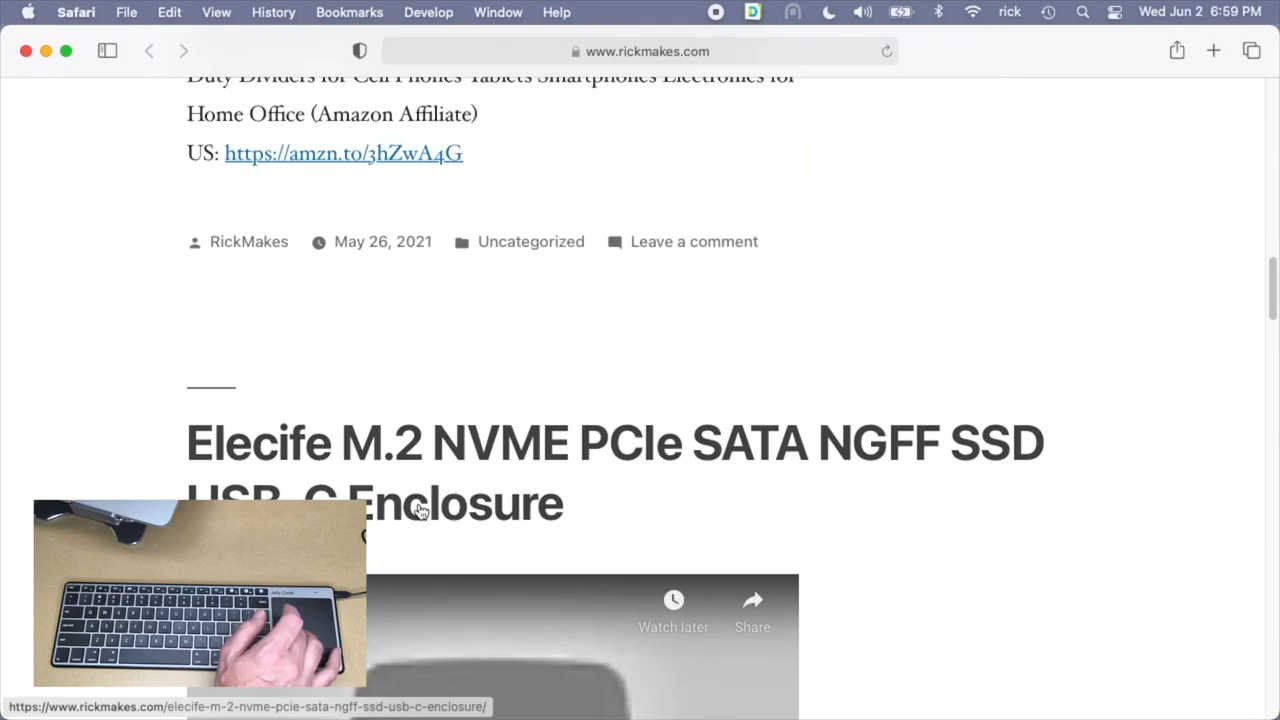 Safari File Edit View History Bookmarks Develop Window Help rick Wed Jun 2 6:59 PM
www.rickmakes.com
Duty Dividers for Cell Phones Tablets Smartphones Electronics for
Home Office (Amazon Affiliate)
US: https://amzn.to/3hZwA4G
RickMakes May 26, 2021 Uncategorized Leave a comment
Elecife M.2 NVME PCIe SATA NGFF SSD
USB-C Enclosure
Watch later Share
https://www.rickmakes.com/elecife-m-2-nvme-pcie-sata-ngff-ssd-usb-c-enclosure/